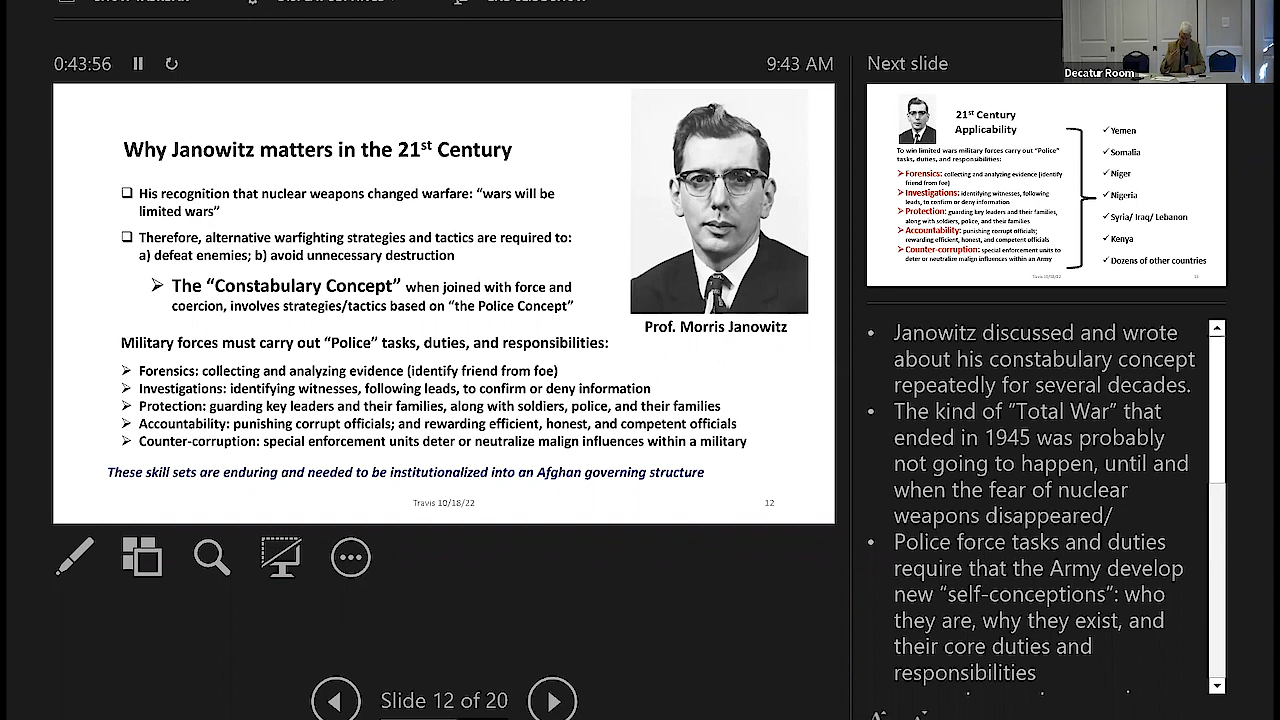 0:43:56
9:43 AM
Next slide
Decatur Room
Why Janowitz matters in the 21st Century
❑ His recognition that nuclear weapons changed warfare: “wars will be
limited wars”
❑ Therefore, alternative warfighting strategies and tactics are required to:
a) defeat enemies; b) avoid unnecessary destruction
➢ The “Constabulary Concept” when joined with force and
coercion, involves strategies/tactics based on “the Police Concept”
Prof. Morris Janowitz
Military forces must carry out “Police” tasks, duties, and responsibilities:
➢ Forensics: collecting and analyzing evidence (identify friend from foe)
➢ Investigations: identifying witnesses, following leads, to confirm or deny information
➢ Protection: guarding key leaders and their families, along with soldiers, police, and their families
➢ Accountability: punishing corrupt officials; and rewarding efficient, honest, and competent officials
➢ Counter-corruption: special enforcement units deter or neutralize malign influences within a military
These skill sets are enduring and needed to be institutionalized into an Afghan governing structure
Travis 10/18/22
12
21st Century
Applicability
To win limited wars military forces carry out “Police”
tasks, duties, and responsibilities:
➢ Forensics: collecting and analyzing evidence (identify
friend from foe)
➢ Investigations: identifying witnesses, following
leads, to confirm or deny information
➢ Protection: guarding key leaders and their families,
along with soldiers, police, and their families
➢ Accountability: punishing corrupt officials;
rewarding efficient, honest, and competent officials
➢ Counter-corruption: special enforcement units to
deter or neutralize malign influences within an Army
✓ Yemen
✓ Somalia
✓ Niger
✓ Nigeria
✓ Syria/ Iraq/ Lebanon
✓ Kenya
✓ Dozens of other countries
Travis 10/18/22
• Janowitz discussed and wrote
about his constabulary concept
repeatedly for several decades.
• The kind of ”Total War” that
ended in 1945 was probably
not going to happen, until and
when the fear of nuclear
weapons disappeared/
• Police force tasks and duties
require that the Army develop
new “self-conceptions”: who
they are, why they exist, and
their core duties and
responsibilities
Slide 12 of 20